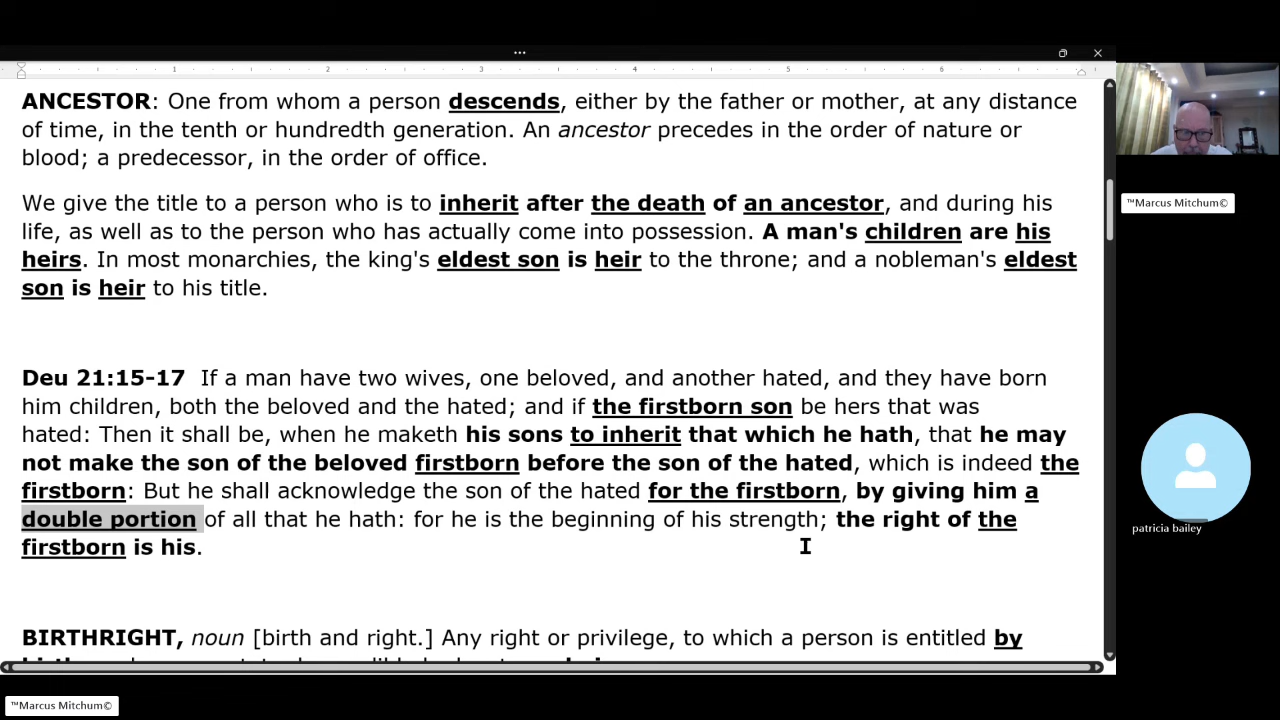 1 2 3 4 5 6
ANCESTOR: One from whom a person descends, either by the father or mother, at any distance
of time, in the tenth or hundredth generation. An ancestor precedes in the order of nature or
blood; a predecessor, in the order of office.
We give the title to a person who is to inherit after the death of an ancestor, and during his
life, as well as to the person who has actually come into possession. A man's children are his
heirs. In most monarchies, the king's eldest son is heir to the throne; and a nobleman's eldest
son is heir to his title.
Deu 21:15-17 If a man have two wives, one beloved, and another hated, and they have born
him children, both the beloved and the hated; and if the firstborn son be hers that was
hated: Then it shall be, when he maketh his sons to inherit that which he hath, that he may
not make the son of the beloved firstborn before the son of the hated, which is indeed the
firstborn: But he shall acknowledge the son of the hated for the firstborn, by giving him a
double portion of all that he hath: for he is the beginning of his strength; the right of the
firstborn is his.
BIRTHRIGHT, noun [birth and right.] Any right or privilege, to which a person is entitled by
™Marcus Mitchum©
patricia bailey
™Marcus Mitchum©